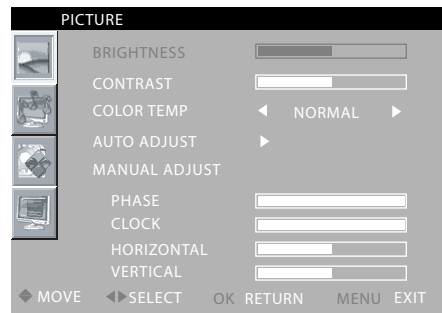 PICTURE
BRIGHTNESS
CONTRAST
COLOR TEMP NORMAL
AUTO ADJUST
MANUAL ADJUST
PHASE
CLOCK
HORIZONTAL
VERTICAL
MOVE SELECT OK RETURN MENU EXIT